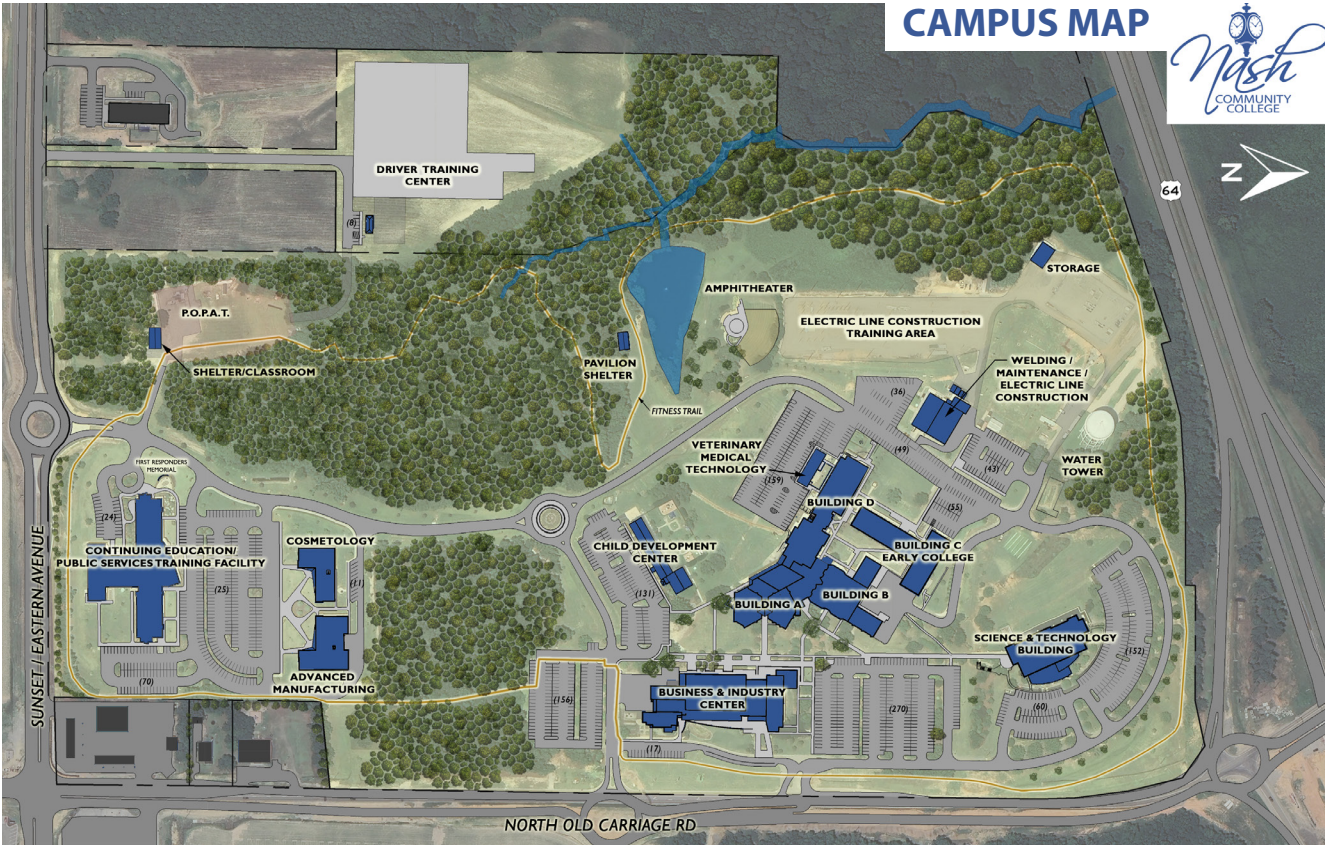 CAMPUS MAP
Nash
COMMUNITY
COLLEGE
N
64
DRIVER TRAINING
CENTER
(8)
STORAGE
AMPHITHEATER
P.O.P.A.T.
ELECTRIC LINE CONSTRUCTION
TRAINING AREA
SHELTER/CLASSROOM
PAVILION
SHELTER
WELDING /
MAINTENANCE /
ELECTRIC LINE
CONSTRUCTION
FITNESS TRAIL
(36)
VETERINARY
MEDICAL
TECHNOLOGY
(49)
(43)
WATER
TOWER
FIRST RESPONDERS
MEMORIAL
(159)
BUILDING D
(55)
(24)
COSMETOLOGY
CHILD DEVELOPMENT
CENTER
BUILDING C
EARLY COLLEGE
CONTINUING EDUCATION/
PUBLIC SERVICES TRAINING FACILITY
(25)
(11)
(131)
BUILDING A
BUILDING B
SCIENCE & TECHNOLOGY
BUILDING
(152)
SUNSET / EASTERN AVENUE
(70)
ADVANCED
MANUFACTURING
(156)
BUSINESS & INDUSTRY
CENTER
(270)
(60)
(17)
NORTH OLD CARRIAGE RD